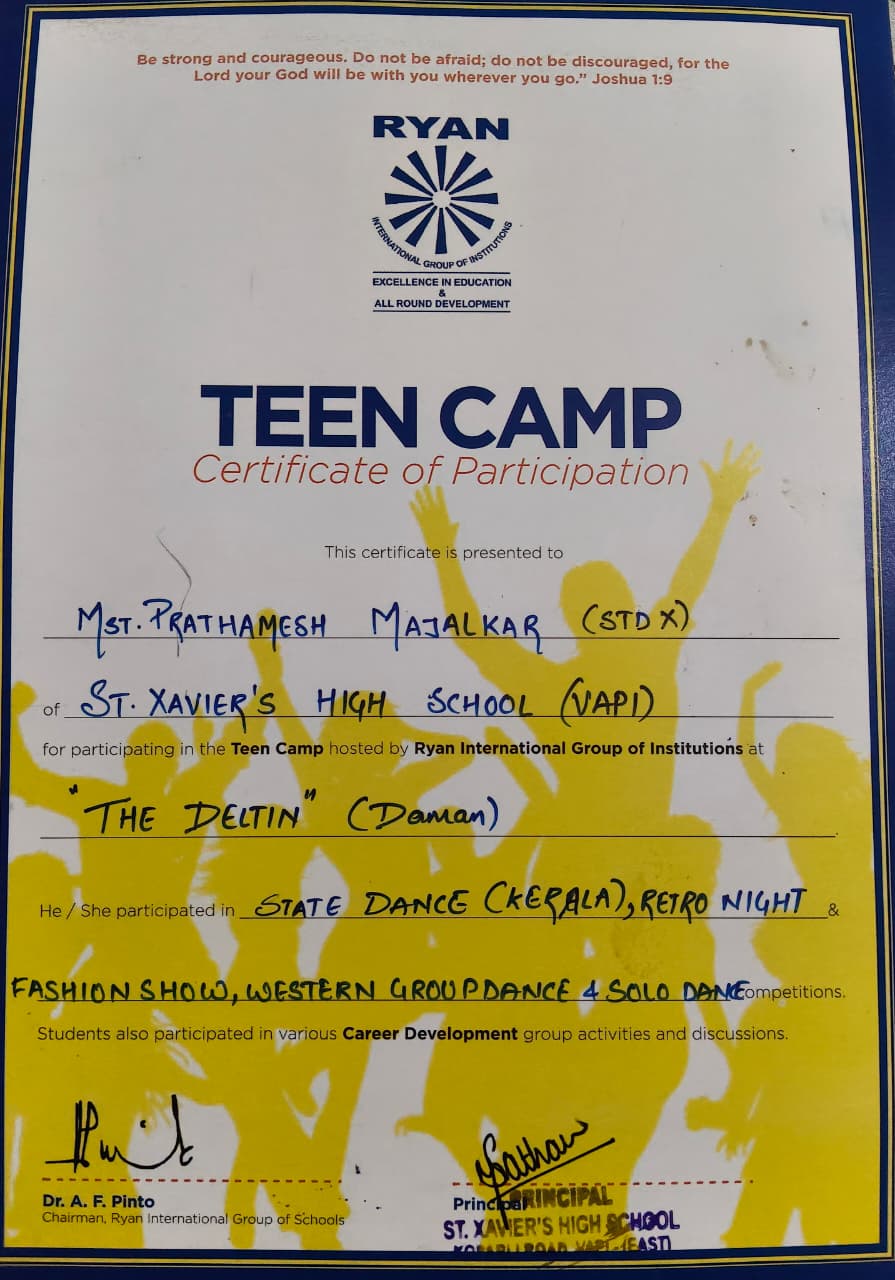 Be strong and courageous. Do not be afraid; do not be discouraged, for the
Lord your God will be with you wherever you go.” Joshua 1:9
RYAN
INTERNATIONAL GROUP OF INSTITUTIONS
EXCELLENCE IN EDUCATION
&
ALL ROUND DEVELOPMENT
TEEN CAMP
Certificate of Participation
This certificate is presented to
MST. PRATHAMESH MAJALKAR (STD X)
of ST. XAVIER'S HIGH SCHOOL (VAPI)
for participating in the Teen Camp hosted by Ryan International Group of Institutions at
"THE DELTIN" (Daman)
He / She participated in STATE DANCE (KERALA), RETRO NIGHT &
FASHION SHOW, WESTERN GROUP DANCE & SOLO DANCE ompetitions.
Students also participated in various Career Development group activities and discussions.
Dr. A. F. Pinto
Chairman, Ryan International Group of Schools
Principal
PRINCIPAL
ST. XAVIER'S HIGH SCHOOL
ROAD, VAPI-(EAST)